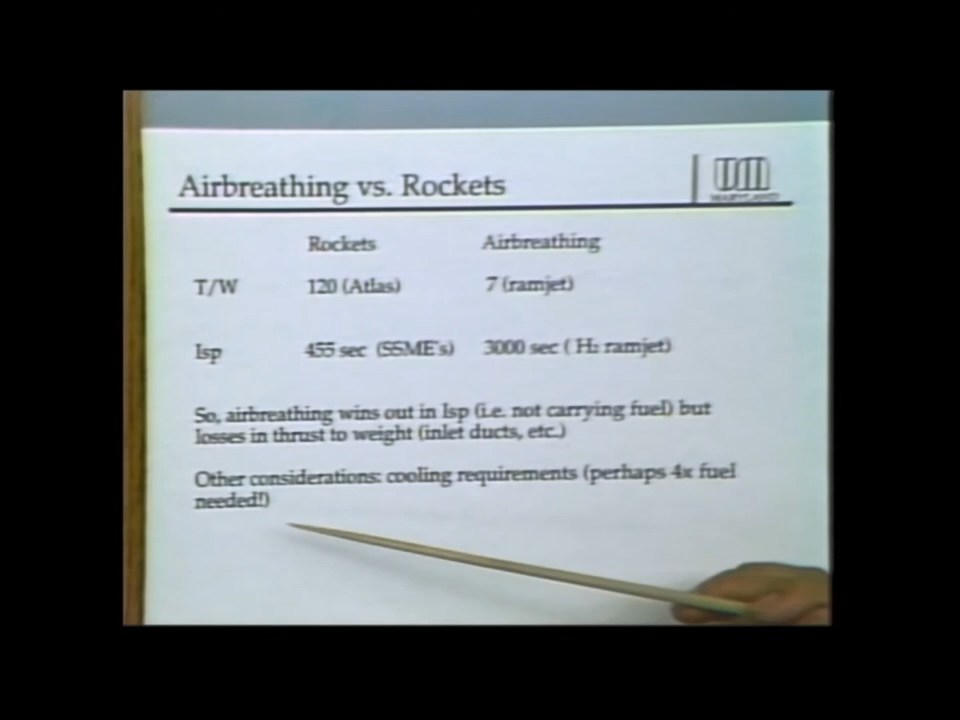 Airbreathing vs. Rockets
MARYLAND
Rockets Airbreathing
T/W 120 (Atlas) 7 (ramjet)
Isp 455 sec (SSME's) 3000 sec ( H₂ ramjet)
So, airbreathing wins out in Isp (i.e. not carrying fuel) but
losses in thrust to weight (inlet ducts, etc.)
Other considerations: cooling requirements (perhaps 4x fuel
needed!)